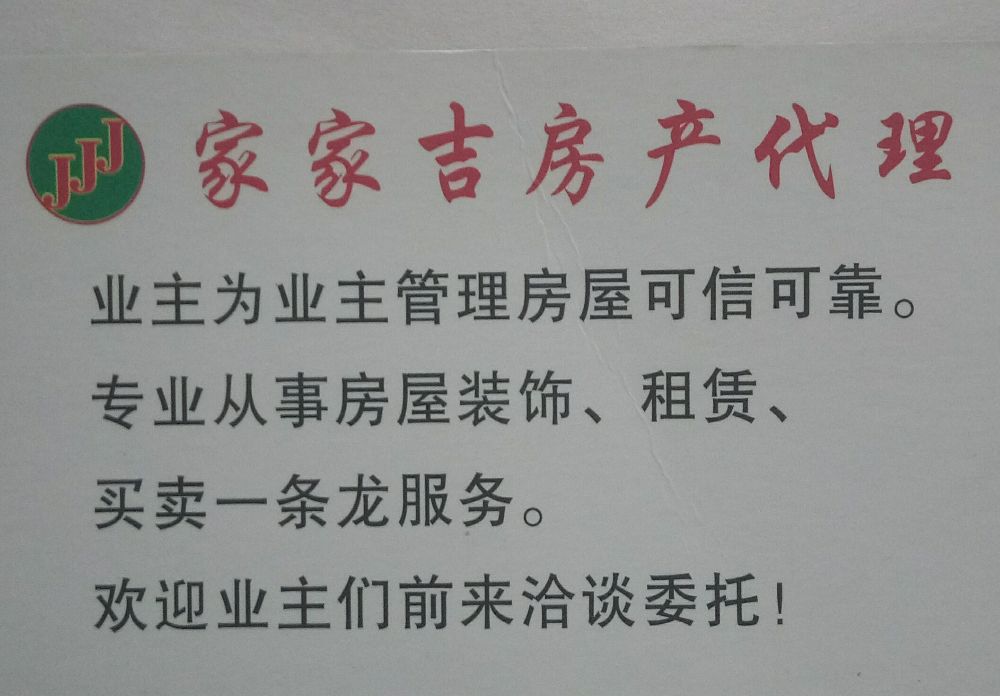 JJJ 家家吉房产代理
业主为业主管理房屋可信可靠。
专业从事房屋装饰、租赁、
买卖一条龙服务。
欢迎业主们前来洽谈委托!